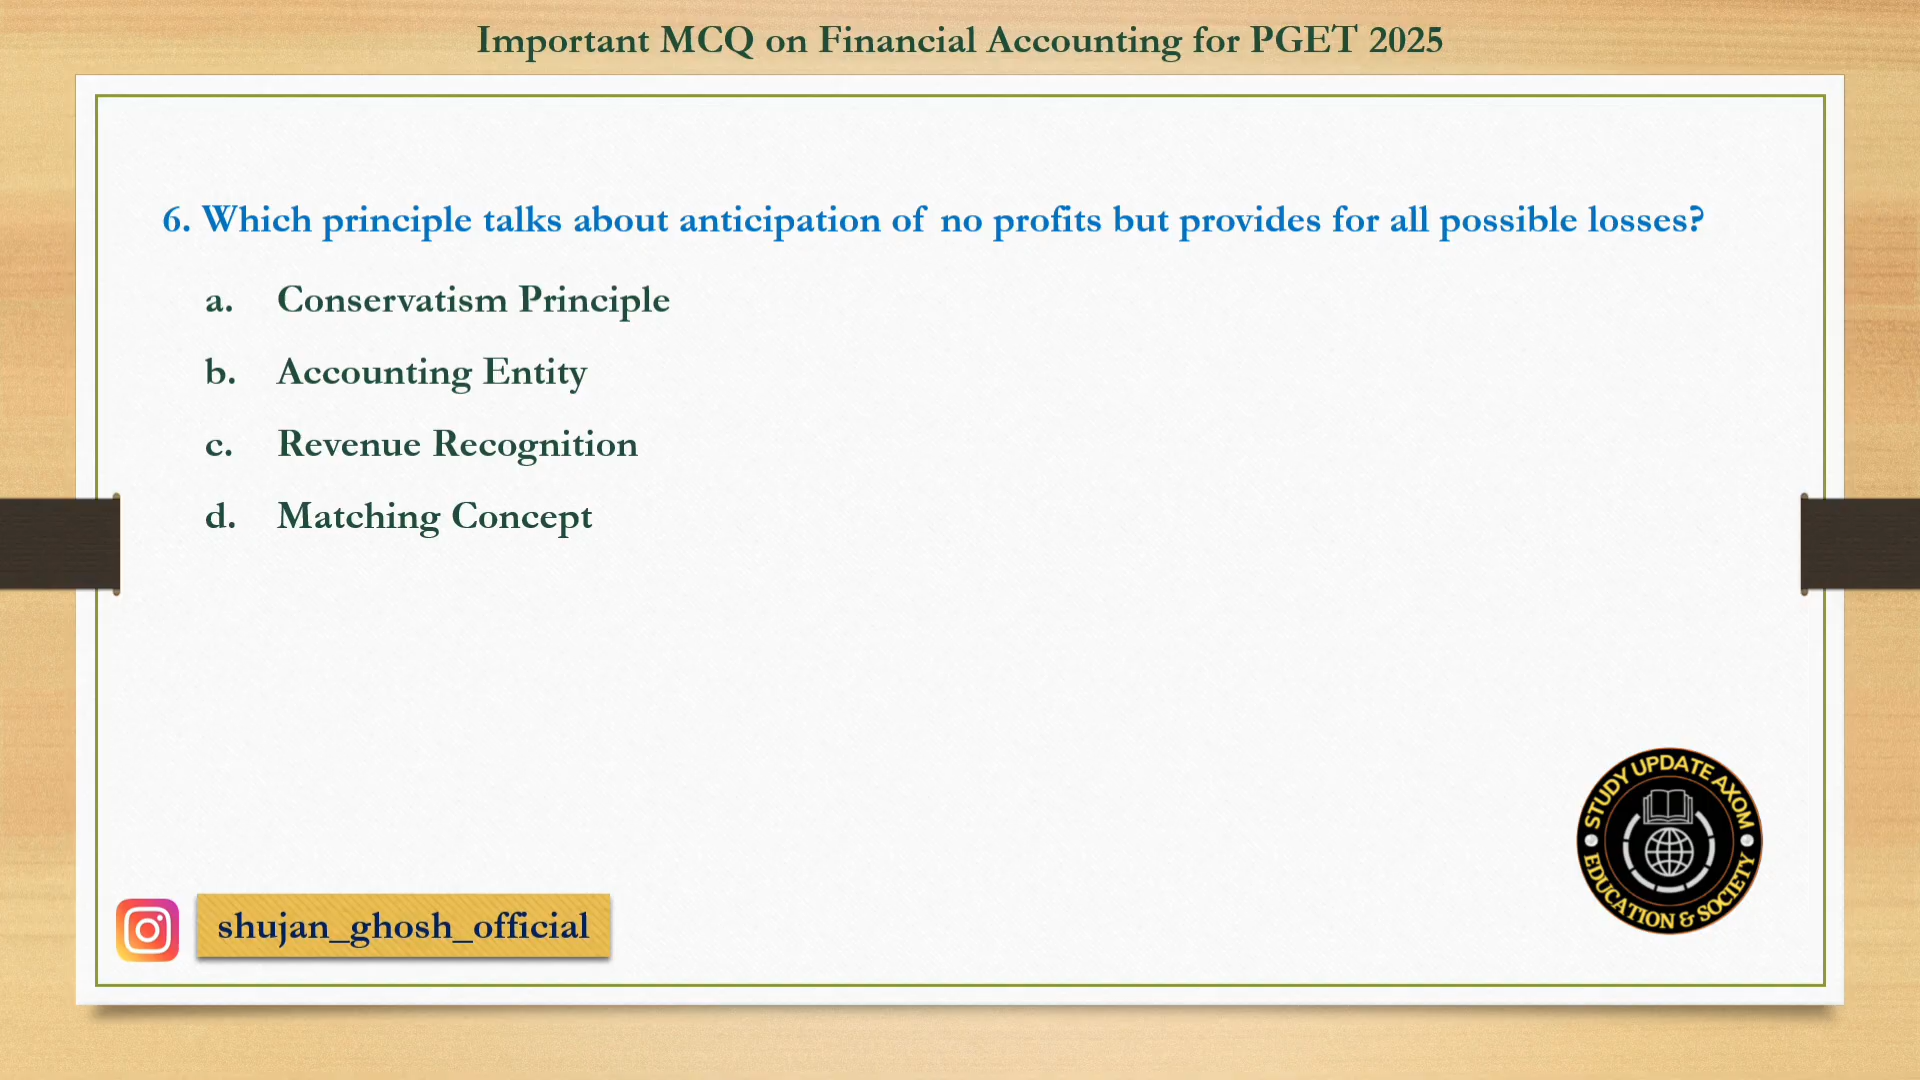 Important MCQ on Financial Accounting for PGET 2025
6. Which principle talks about anticipation of no profits but provides for all possible losses?
a. Conservatism Principle
b. Accounting Entity
c. Revenue Recognition
d. Matching Concept
STUDY UPDATE AXOM
EDUCATION & SOCIETY
shujan_ghosh_official